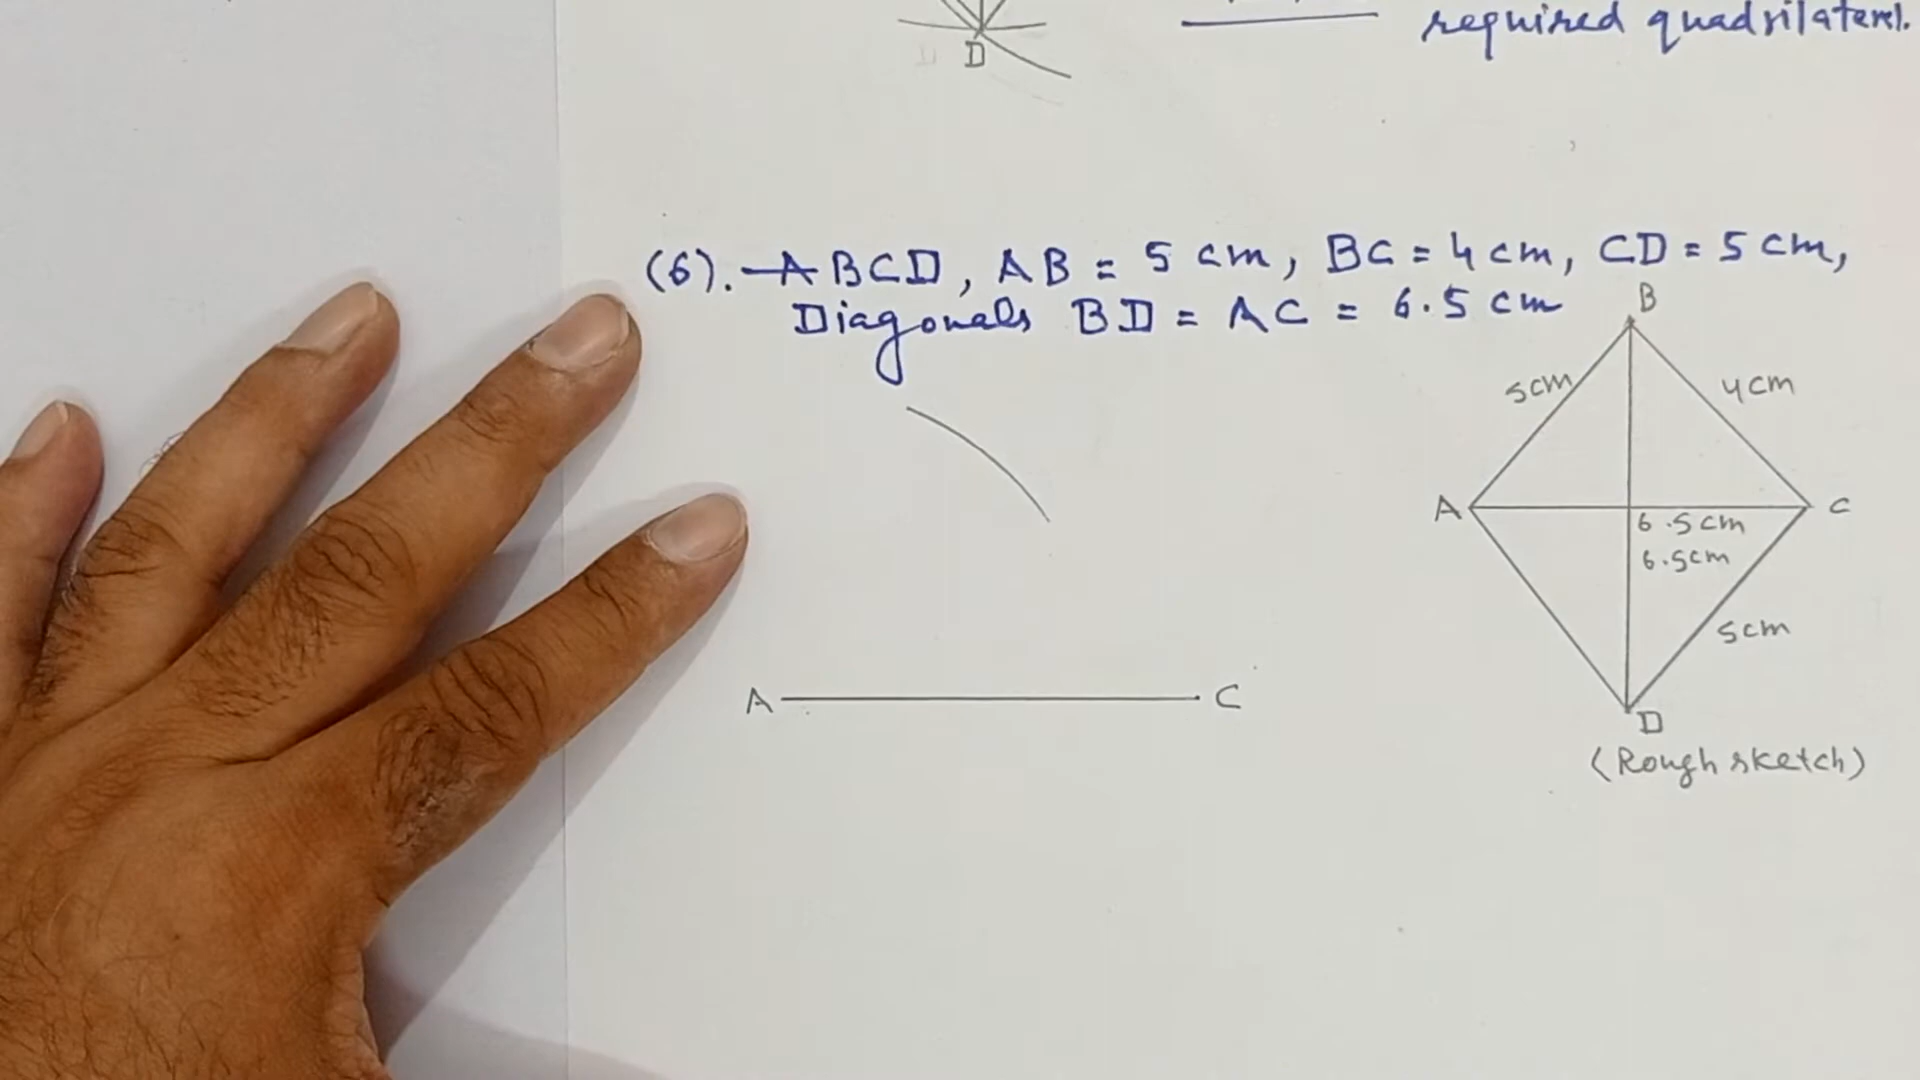 required quadrilateral.
D
(6). ABCD, AB = 5 cm, BC = 4 cm, CD = 5 cm,
Diagonals BD = AC = 6.5 cm
B
5cm
4cm
A
C
6.5cm
6.5cm
5cm
A
C
D
(Rough sketch)